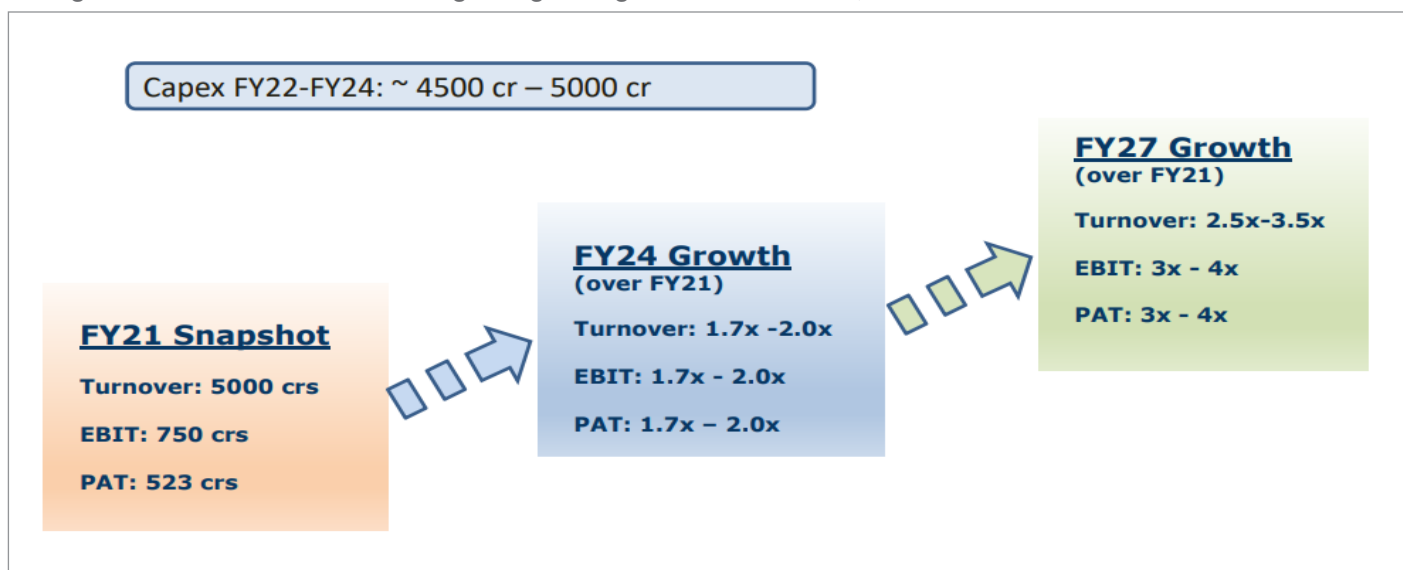 Capex FY22-FY24: ~ 4500 cr – 5000 cr
FY21 Snapshot
Turnover: 5000 crs
EBIT: 750 crs
PAT: 523 crs
FY24 Growth
(over FY21)
Turnover: 1.7x -2.0x
EBIT: 1.7x - 2.0x
PAT: 1.7x – 2.0x
FY27 Growth
(over FY21)
Turnover: 2.5x-3.5x
EBIT: 3x - 4x
PAT: 3x - 4x